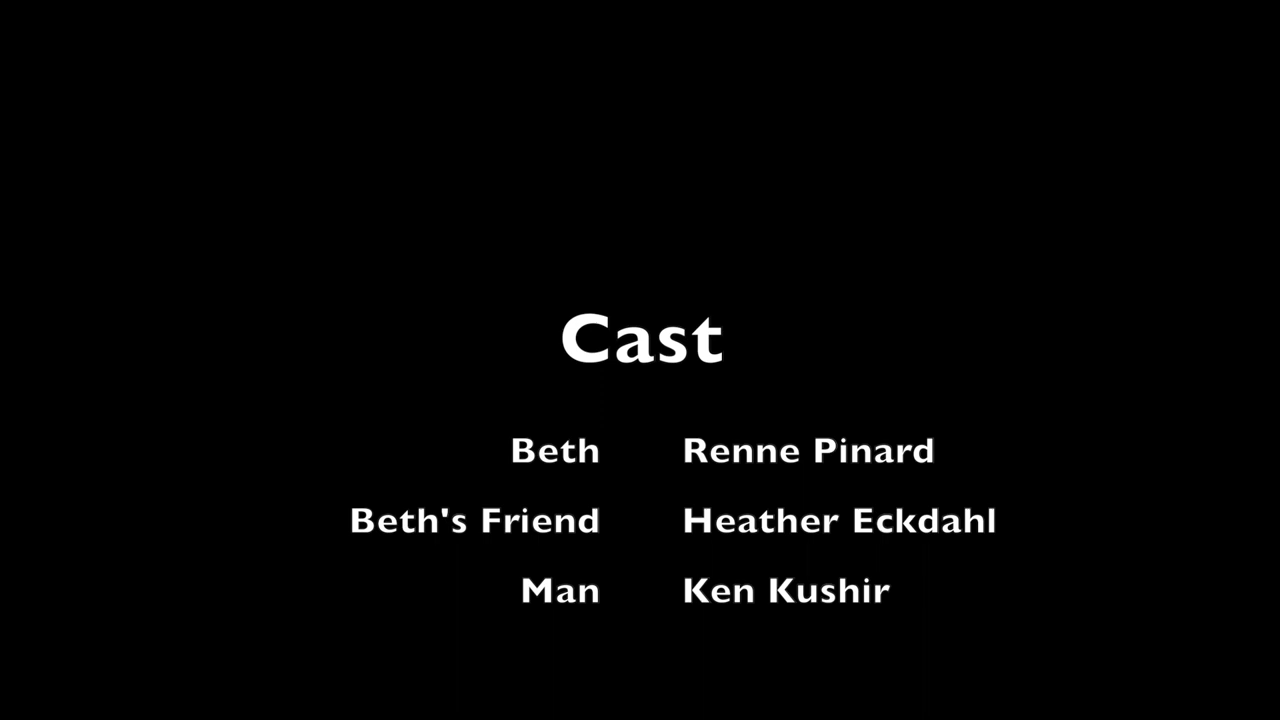 Cast
Beth Renne Pinard
Beth's Friend Heather Eckdahl
Man Ken Kushir